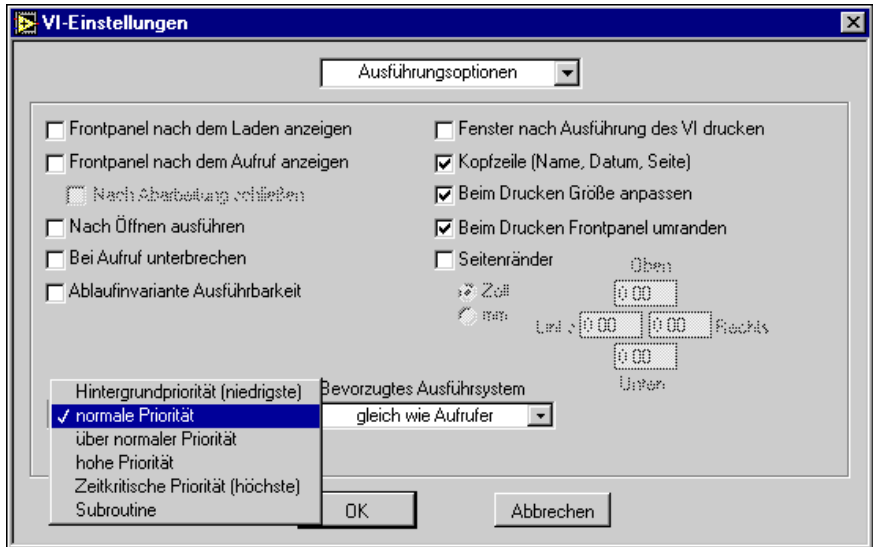 VI-Einstellungen
Ausführungsoptionen
Frontpanel nach dem Laden anzeigen
Frontpanel nach dem Aufruf anzeigen
Nach Abarbeitung schließen
Nach Öffnen ausführen
Bei Aufruf unterbrechen
Ablaufinvariante Ausführbarkeit
Fenster nach Ausführung des VI drucken
Kopfzeile (Name, Datum, Seite)
Beim Drucken Größe anpassen
Beim Drucken Frontpanel umranden
Seitenränder
Oben
Zoll
0.00
mm
Links 0.00 0.00 Rechts
0.00
Unten
Hintergrundpriorität (niedrigste)
normale Priorität
über normaler Priorität
hohe Priorität
Zeitkritische Priorität (höchste)
Subroutine
Bevorzugtes Ausführsystem
gleich wie Aufrufer
OK
Abbrechen